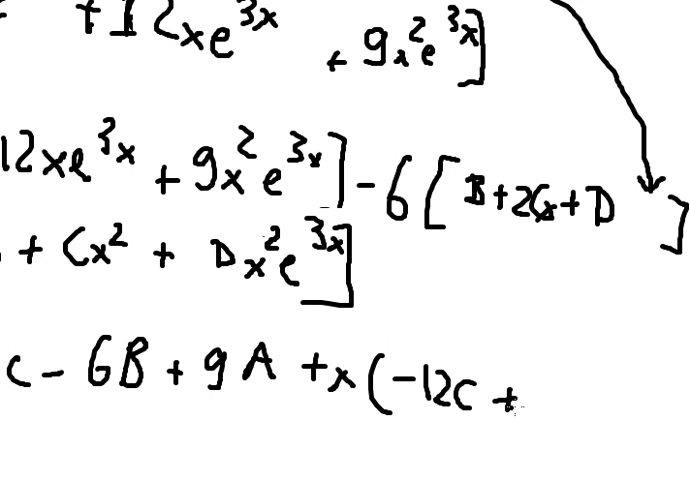 +12xe^{3x} + 9x^2e^{3x}]
12xe^{3x} + 9x^2e^{3x}] - 6[B+2Cx+D ]
+ Cx^2 + Dx^2e^{3x}]
C - 6B + 9A + x(-12C +